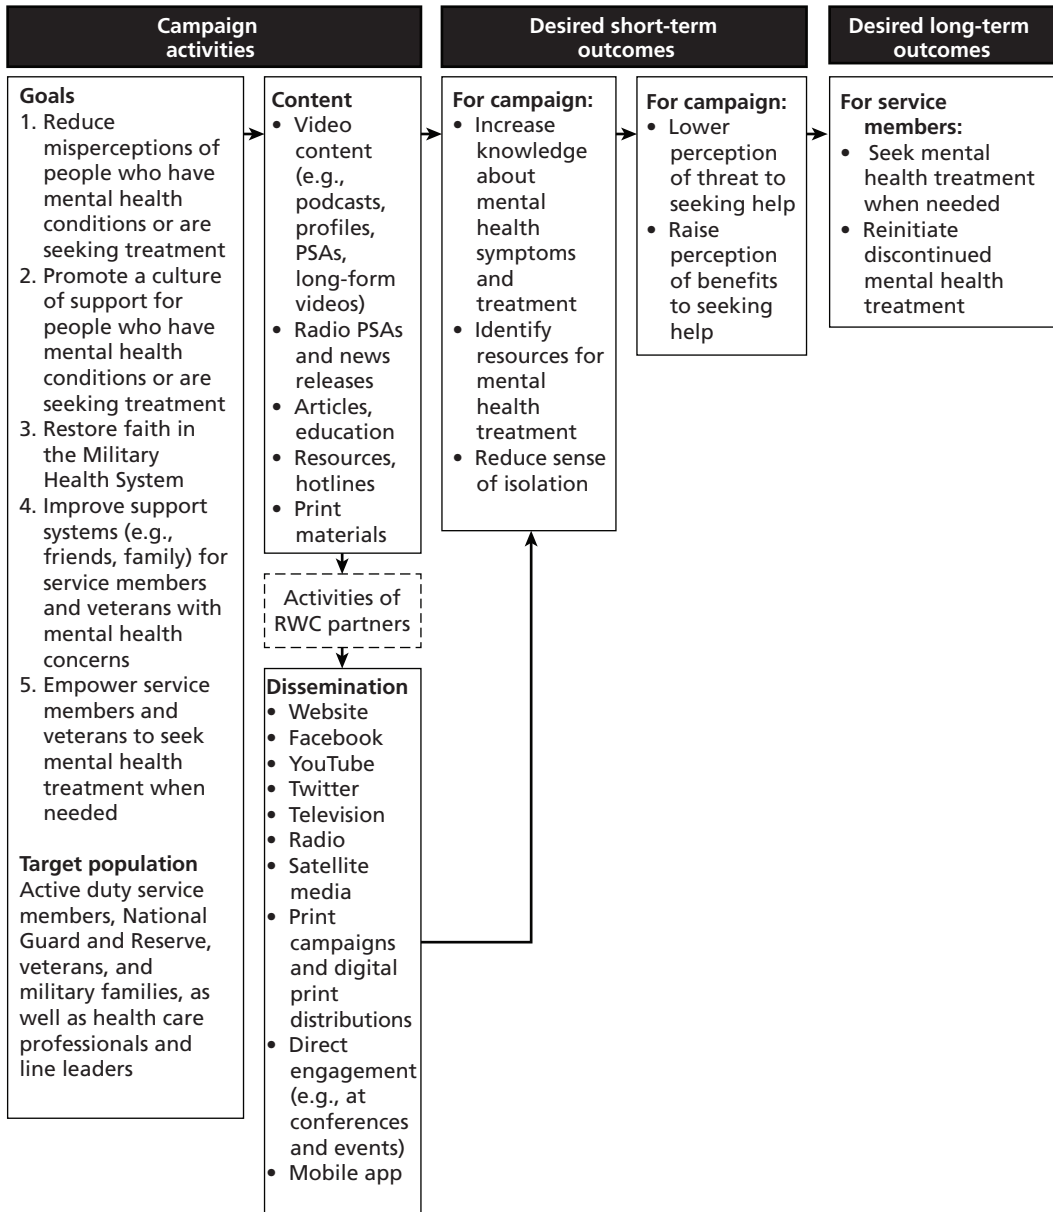 Campaign
activities
Desired short-term
outcomes
Desired long-term
outcomes
Goals
1. Reduce
misperceptions of
people who have
mental health
conditions or are
seeking treatment
2. Promote a culture
of support for
people who have
mental health
conditions or are
seeking treatment
3. Restore faith in
the Military
Health System
4. Improve support
systems (e.g.,
friends, family) for
service members
and veterans with
mental health
concerns
5. Empower service
members and
veterans to seek
mental health
treatment when
needed
Target population
Active duty service
members, National
Guard and Reserve,
veterans, and
military families, as
well as health care
professionals and
line leaders
Content
• Video
content
(e.g.,
podcasts,
profiles,
PSAs,
long-form
videos)
• Radio PSAs
and news
releases
• Articles,
education
• Resources,
hotlines
• Print
materials
Activities of
RWC partners
Dissemination
• Website
• Facebook
• YouTube
• Twitter
• Television
• Radio
• Satellite
media
• Print
campaigns
and digital
print
distributions
• Direct
engagement
(e.g., at
conferences
and events)
• Mobile app
For campaign:
• Increase
knowledge
about
mental
health
symptoms
and
treatment
• Identify
resources for
mental
health
treatment
• Reduce sense
of isolation
For campaign:
• Lower
perception
of threat to
seeking help
• Raise
perception
of benefits
to seeking
help
For service
members:
• Seek mental
health treatment
when needed
• Reinitiate
discontinued
mental health
treatment